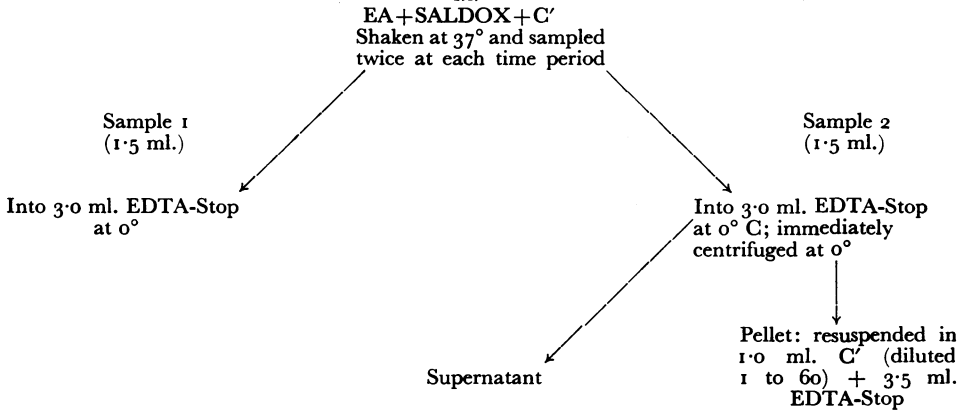 EA+SALDOX+C′
Shaken at 37° and sampled
twice at each time period
Sample 1
(1·5 ml.)
Sample 2
(1·5 ml.)
Into 3·0 ml. EDTA-Stop
at 0°
Into 3·0 ml. EDTA-Stop
at 0° C; immediately
centrifuged at 0°
Supernatant
Pellet: resuspended in
1·0 ml. C′ (diluted
1 to 60) + 3·5 ml.
EDTA-Stop